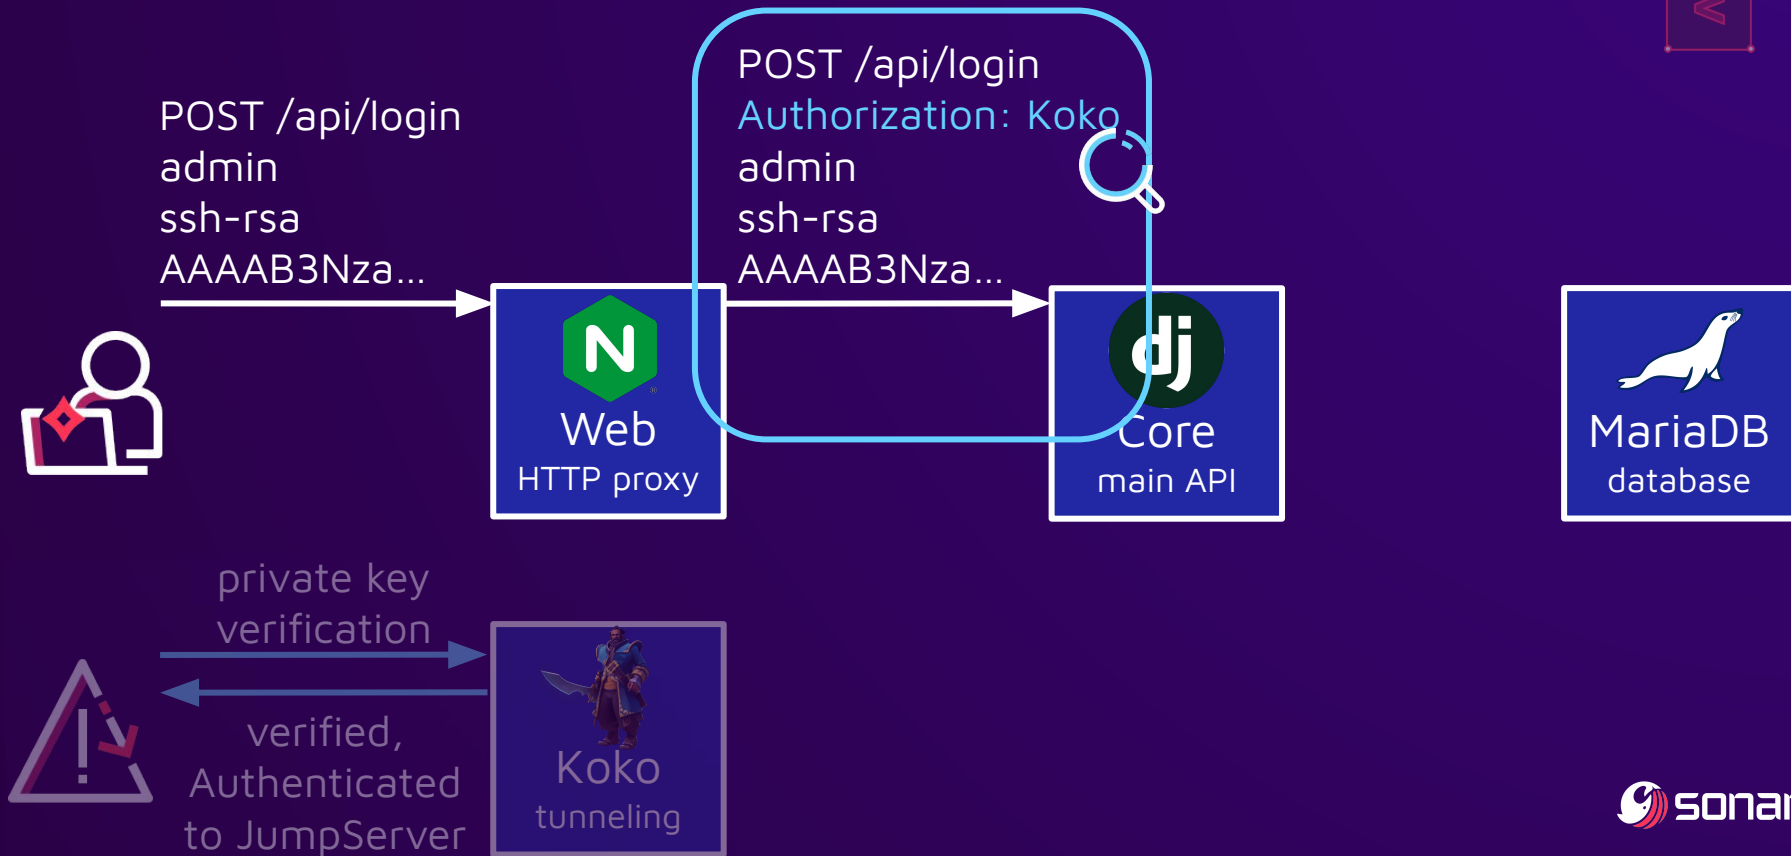 POST /api/login
admin
ssh-rsa
AAAAB3Nza...
POST /api/login
Authorization: Koko
admin
ssh-rsa
AAAAB3Nza...
N
Web
HTTP proxy
dj
Core
main API
MariaDB
database
private key
verification
verified,
Authenticated
to JumpServer
Koko
tunneling
sonar